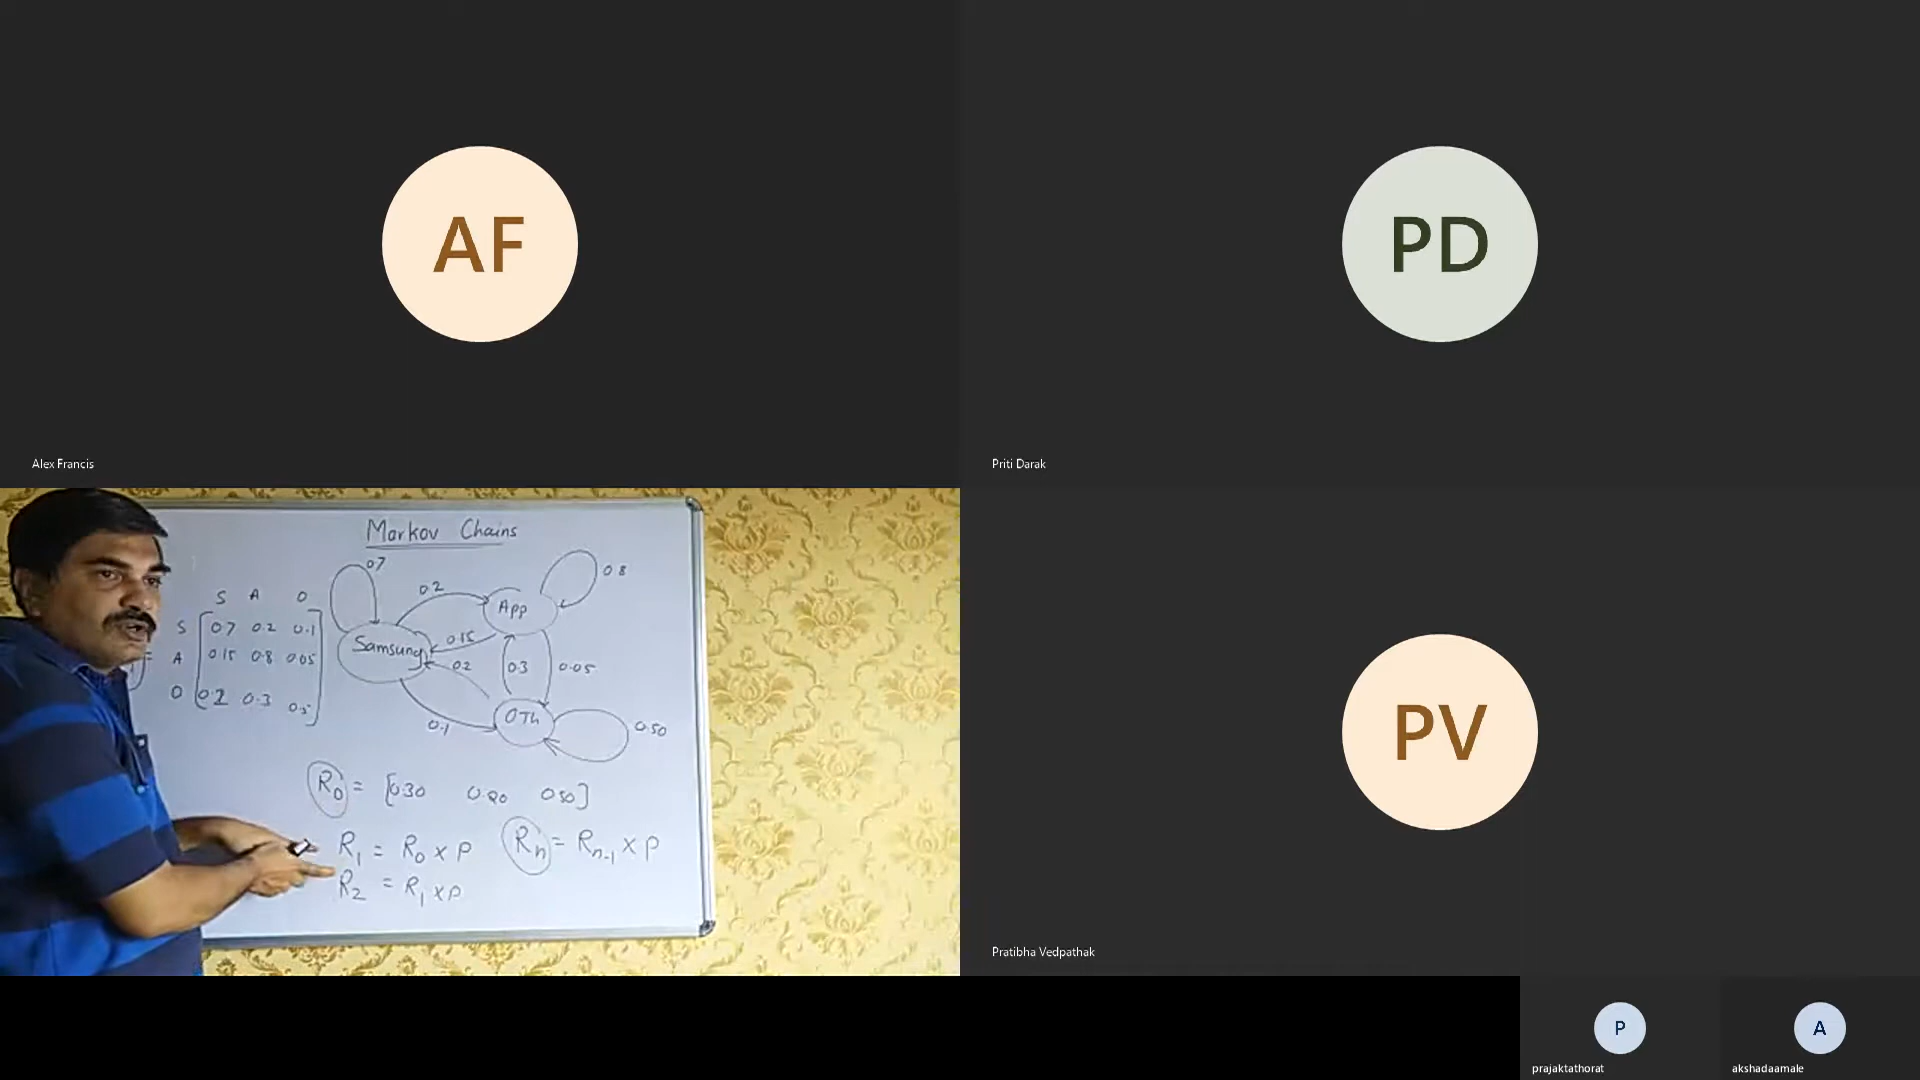 AF
Alex Francis
PD
Priti Darak
Markov Chains
0.7
0.2
0.8
App
S A O
S 0.7 0.2 0.1
A 0.15 0.8 0.05
O 0.2 0.3 0.5
Samsung
0.15
0.2
0.3
0.05
0.1
OTh
0.50
R0 = [0.30 0.20 0.50]
R1 = R0 x P
Rn = Rn-1 x P
R2 = R1 x P
PV
Pratibha Vedpathak
P
prajaktathorat
A
akshadaamale